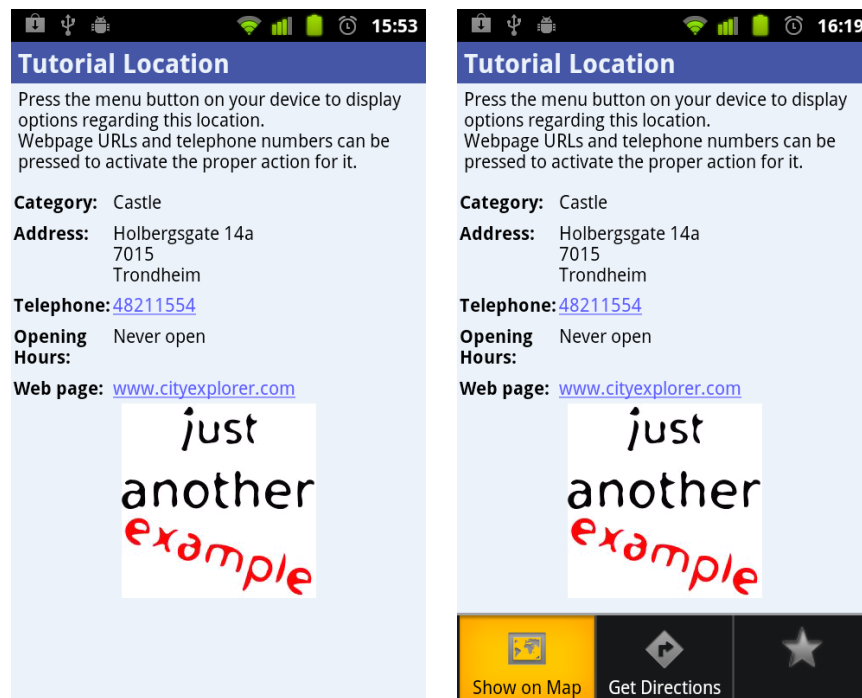 15:53
Tutorial Location
Press the menu button on your device to display
options regarding this location.
Webpage URLs and telephone numbers can be
pressed to activate the proper action for it.
Category: Castle
Address: Holbergsgate 14a
7015
Trondheim
Telephone: 48211554
Opening Hours: Never open
Web page: www.cityexplorer.com
just
another
example
16:19
Tutorial Location
Press the menu button on your device to display
options regarding this location.
Webpage URLs and telephone numbers can be
pressed to activate the proper action for it.
Category: Castle
Address: Holbergsgate 14a
7015
Trondheim
Telephone: 48211554
Opening Hours: Never open
Web page: www.cityexplorer.com
just
another
example
Show on Map
Get Directions